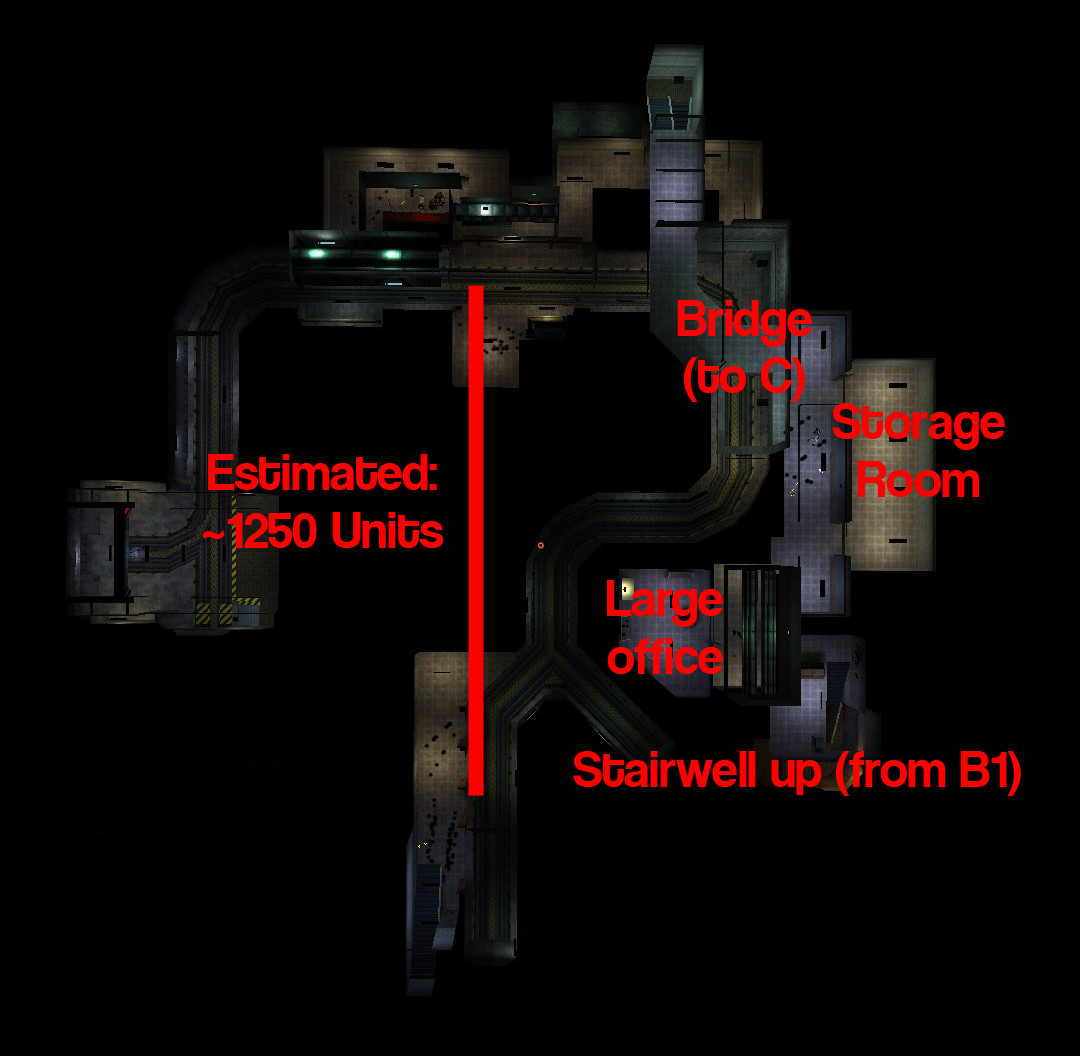 Bridge
(to C)
Storage
Room
Estimated:
~1250 Units
Large
office
Stairwell up (from B1)